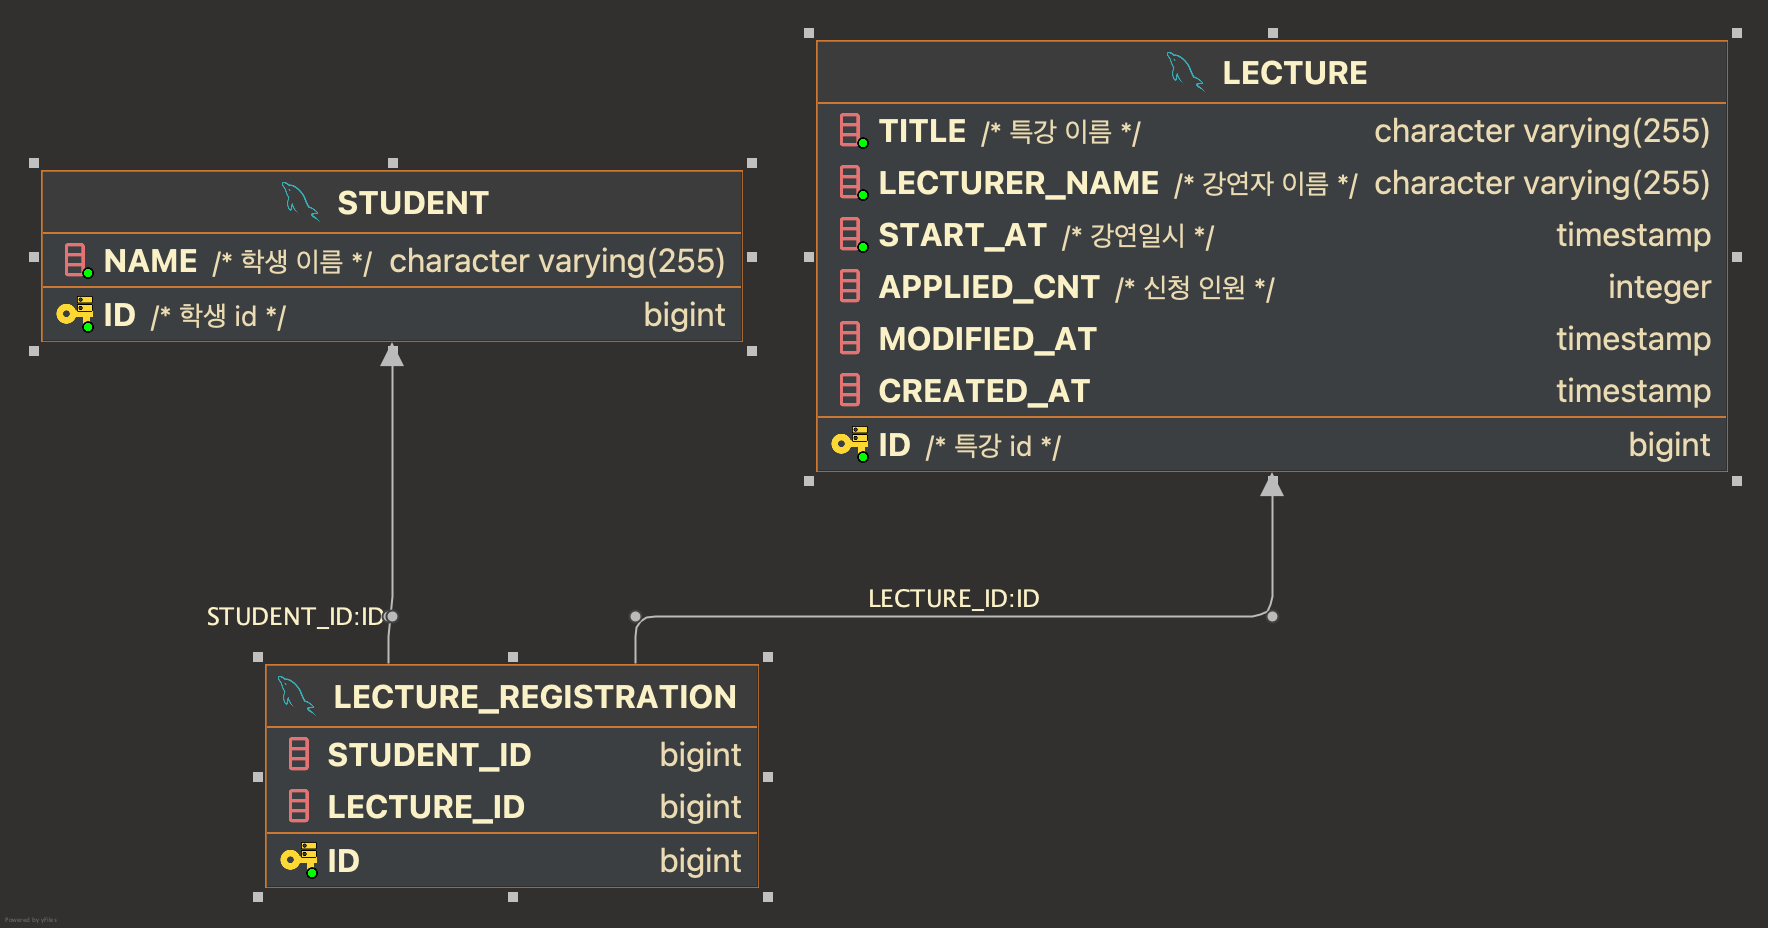 LECTURE
TITLE /* 특강 이름 */ character varying(255)
LECTURER_NAME /* 강연자 이름 */ character varying(255)
START_AT /* 강연일시 */ timestamp
APPLIED_CNT /* 신청 인원 */ integer
MODIFIED_AT timestamp
CREATED_AT timestamp
ID /* 특강 id */ bigint
STUDENT
NAME /* 학생 이름 */ character varying(255)
ID /* 학생 id */ bigint
STUDENT_ID:ID
LECTURE_ID:ID
LECTURE_REGISTRATION
STUDENT_ID bigint
LECTURE_ID bigint
ID bigint
Powered by yFiles